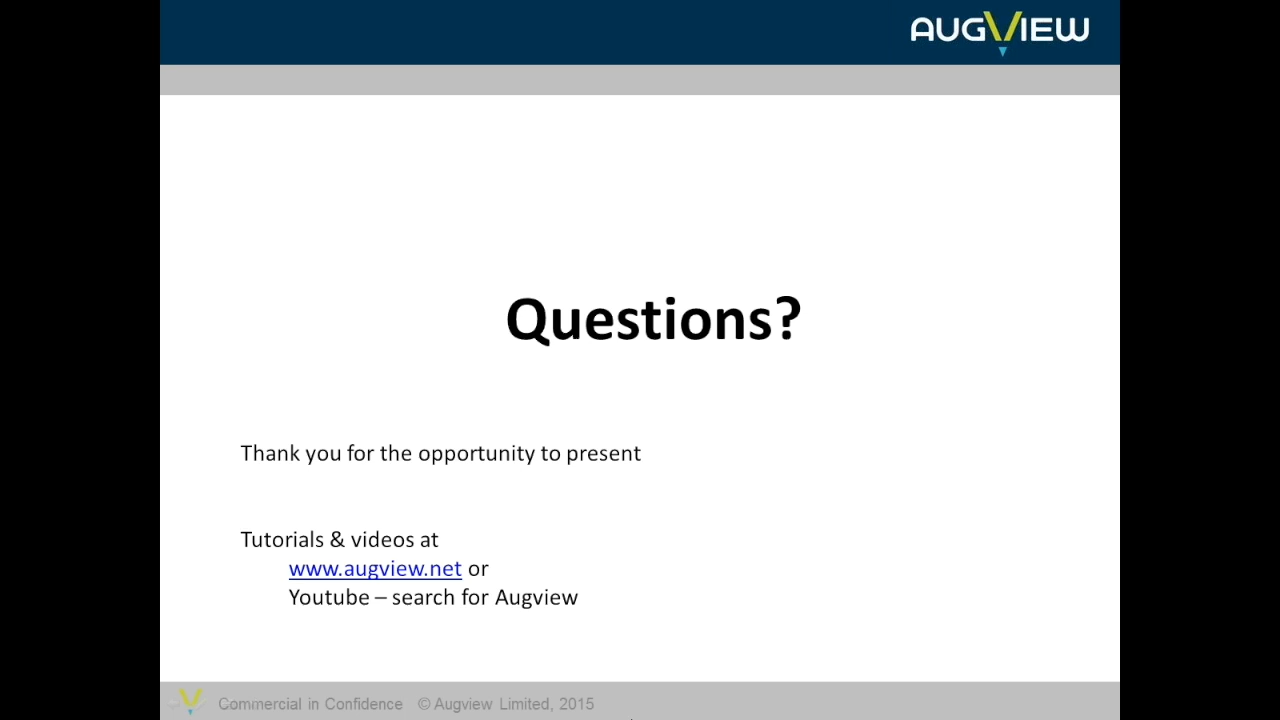 AUGVIEW
Questions?
Thank you for the opportunity to present
Tutorials & videos at
www.augview.net or
Youtube – search for Augview
Commercial in Confidence © Augview Limited, 2015